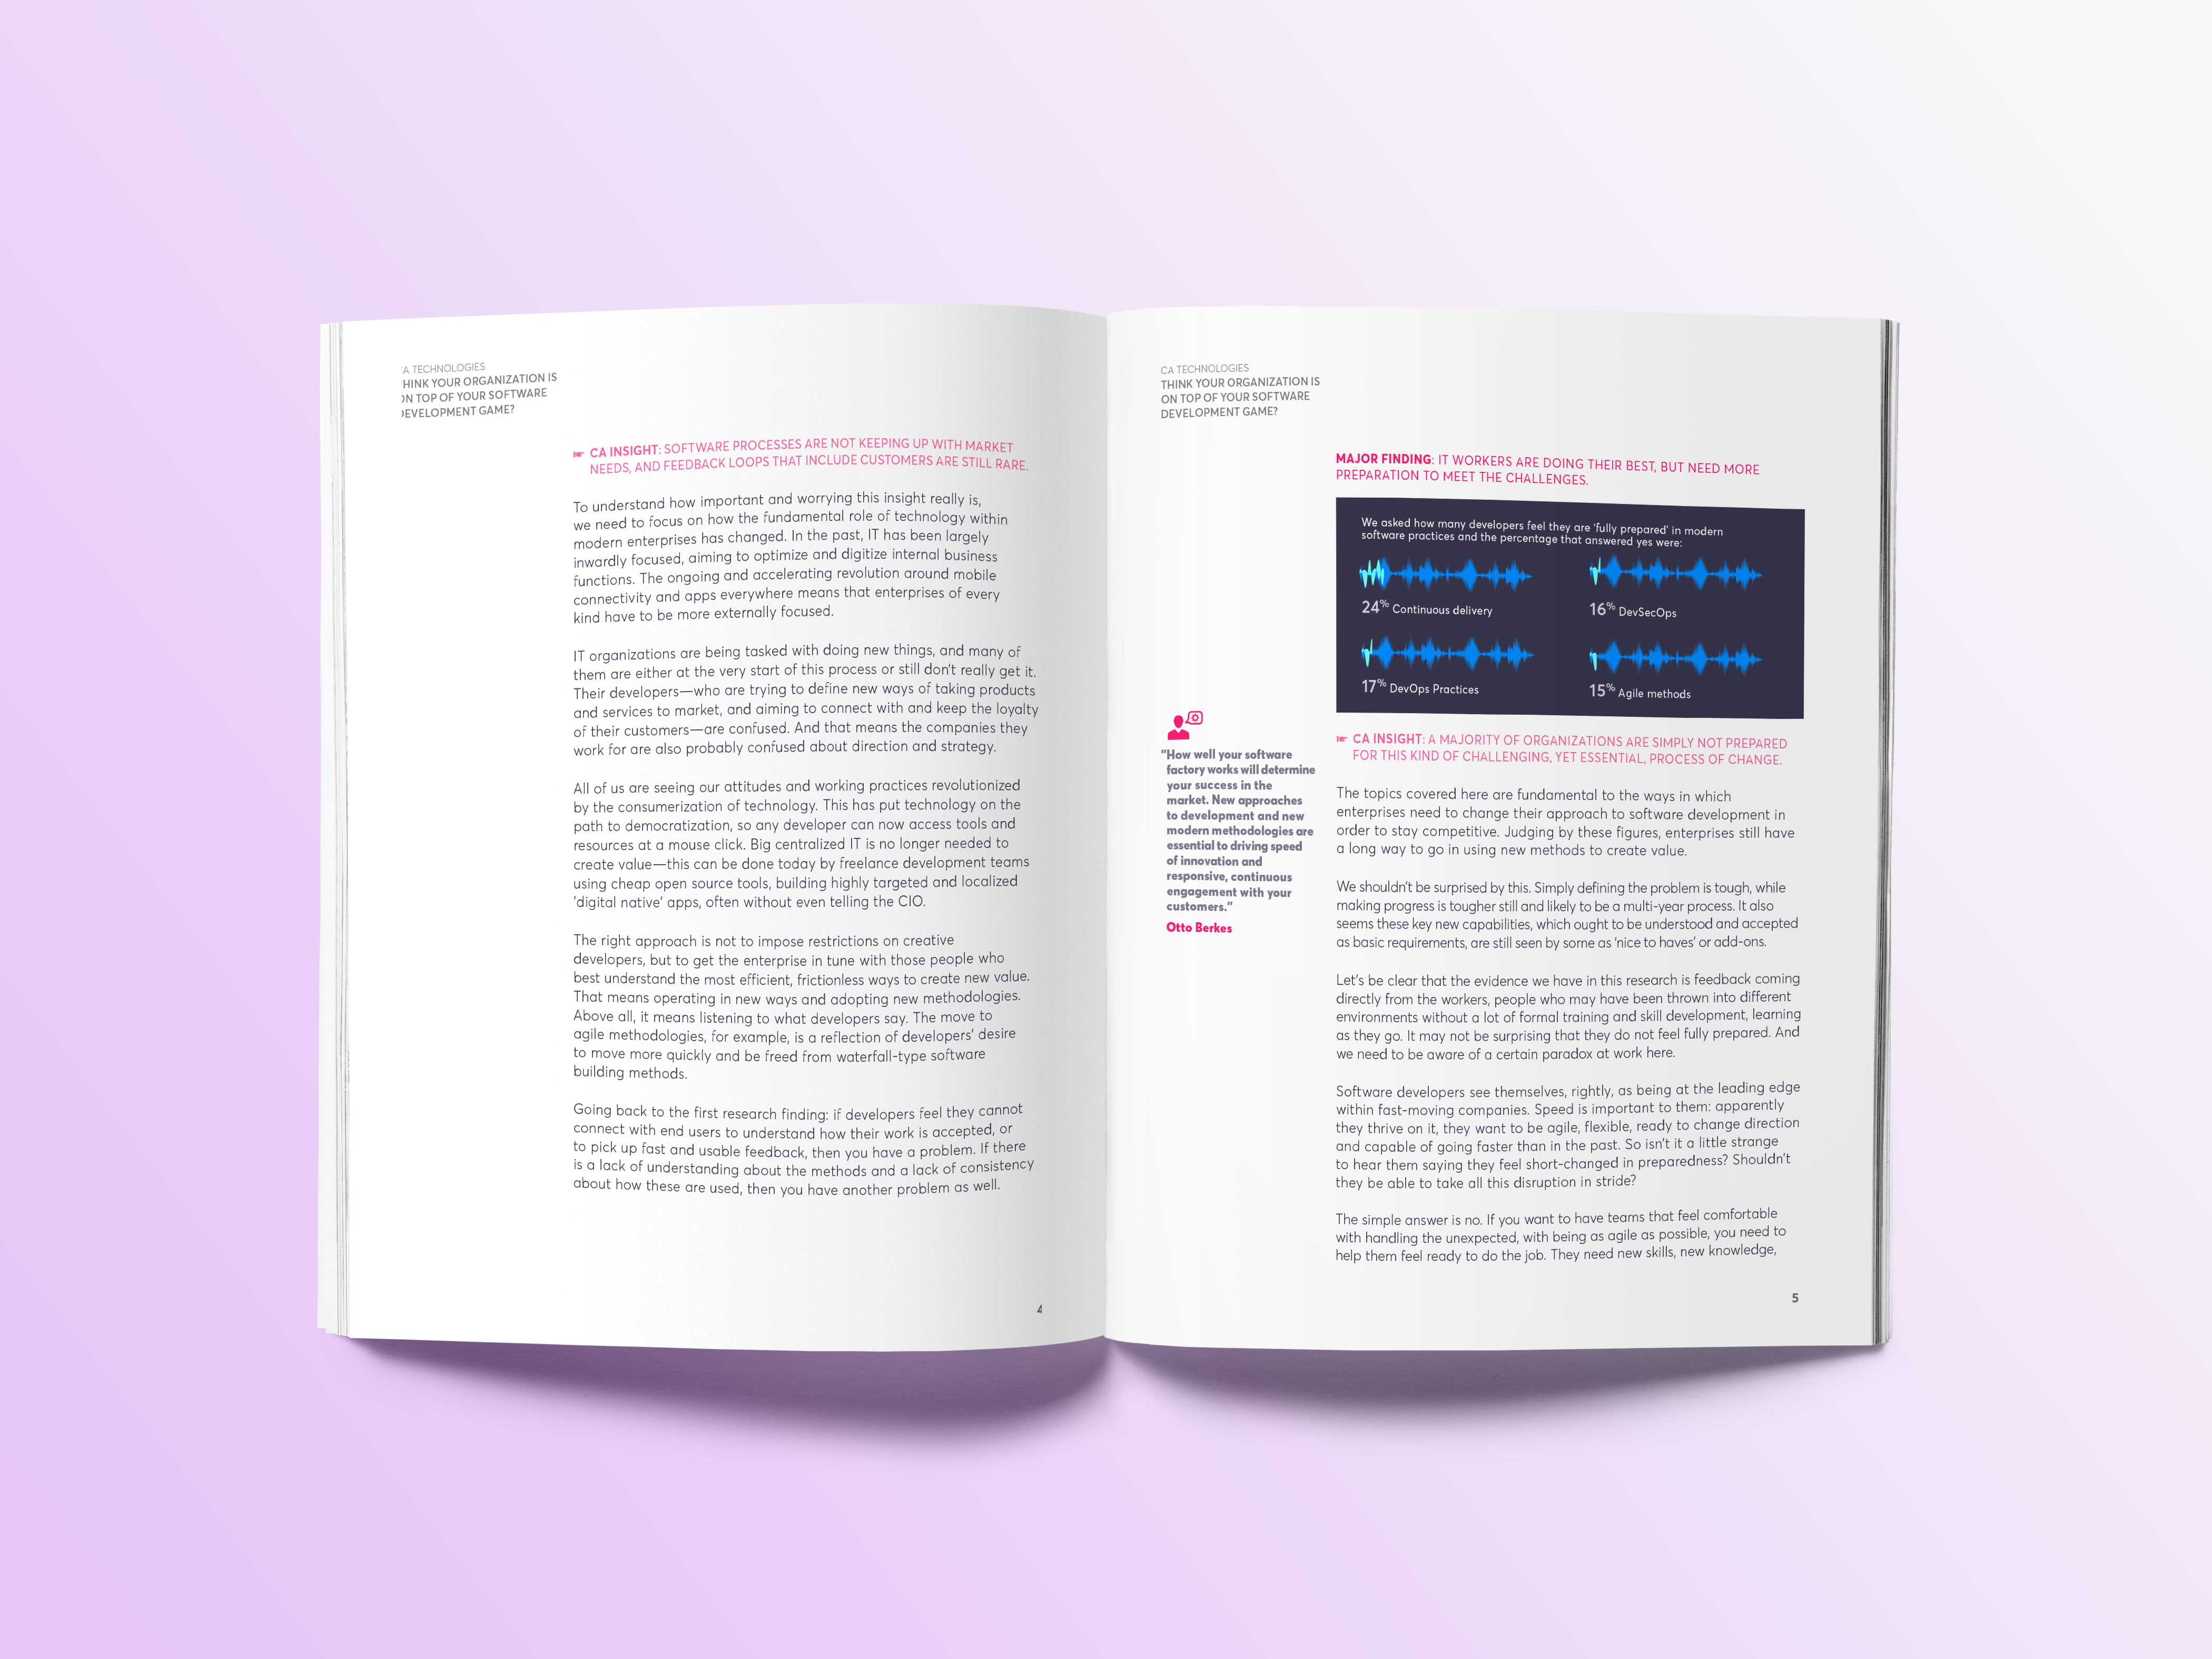 CA TECHNOLOGIES
THINK YOUR ORGANIZATION IS
ON TOP OF YOUR SOFTWARE
DEVELOPMENT GAME?
CA INSIGHT: SOFTWARE PROCESSES ARE NOT KEEPING UP WITH MARKET
NEEDS, AND FEEDBACK LOOPS THAT INCLUDE CUSTOMERS ARE STILL RARE.
To understand how important and worrying this insight really is,
we need to focus on how the fundamental role of technology within
modern enterprises has changed. In the past, IT has been largely
inwardly focused, aiming to optimize and digitize internal business
functions. The ongoing and accelerating revolution around mobile
connectivity and apps everywhere means that enterprises of every
kind have to be more externally focused.
IT organizations are being tasked with doing new things, and many of
them are either at the very start of this process or still don't really get it.
Their developers—who are trying to define new ways of taking products
and services to market, and aiming to connect with and keep the loyalty
of their customers—are confused. And that means the companies they
work for are also probably confused about direction and strategy.
All of us are seeing our attitudes and working practices revolutionized
by the consumerization of technology. This has put technology on the
path to democratization, so any developer can now access tools and
resources at a mouse click. Big centralized IT is no longer needed to
create value—this can be done today by freelance development teams
using cheap open source tools, building highly targeted and localized
'digital native' apps, often without even telling the CIO.
The right approach is not to impose restrictions on creative
developers, but to get the enterprise in tune with those people who
best understand the most efficient, frictionless ways to create new value.
That means operating in new ways and adopting new methodologies.
Above all, it means listening to what developers say. The move to
agile methodologies, for example, is a reflection of developers' desire
to move more quickly and be freed from waterfall-type software
building methods.
Going back to the first research finding: if developers feel they cannot
connect with end users to understand how their work is accepted, or
to pick up fast and usable feedback, then you have a problem. If there
is a lack of understanding about the methods and a lack of consistency
about how these are used, then you have another problem as well.
4
CA TECHNOLOGIES
THINK YOUR ORGANIZATION IS
ON TOP OF YOUR SOFTWARE
DEVELOPMENT GAME?
MAJOR FINDING: IT WORKERS ARE DOING THEIR BEST, BUT NEED MORE
PREPARATION TO MEET THE CHALLENGES.
We asked how many developers feel they are 'fully prepared' in modern
software practices and the percentage that answered yes were:
24% Continuous delivery
16% DevSecOps
17% DevOps Practices
15% Agile methods
"How well your software
factory works will determine
your success in the
market. New approaches
to development and new
modern methodologies are
essential to driving speed
of innovation and
responsive, continuous
engagement with your
customers."
Otto Berkes
CA INSIGHT: A MAJORITY OF ORGANIZATIONS ARE SIMPLY NOT PREPARED
FOR THIS KIND OF CHALLENGING, YET ESSENTIAL, PROCESS OF CHANGE.
The topics covered here are fundamental to the ways in which
enterprises need to change their approach to software development in
order to stay competitive. Judging by these figures, enterprises still have
a long way to go in using new methods to create value.
We shouldn't be surprised by this. Simply defining the problem is tough, while
making progress is tougher still and likely to be a multi-year process. It also
seems these key new capabilities, which ought to be understood and accepted
as basic requirements, are still seen by some as 'nice to haves' or add-ons.
Let's be clear that the evidence we have in this research is feedback coming
directly from the workers, people who may have been thrown into different
environments without a lot of formal training and skill development, learning
as they go. It may not be surprising that they do not feel fully prepared. And
we need to be aware of a certain paradox at work here.
Software developers see themselves, rightly, as being at the leading edge
within fast-moving companies. Speed is important to them: apparently
they thrive on it, they want to be agile, flexible, ready to change direction
and capable of going faster than in the past. So isn't it a little strange
to hear them saying they feel short-changed in preparedness? Shouldn't
they be able to take all this disruption in stride?
The simple answer is no. If you want to have teams that feel comfortable
with handling the unexpected, with being as agile as possible, you need to
help them feel ready to do the job. They need new skills, new knowledge,
5